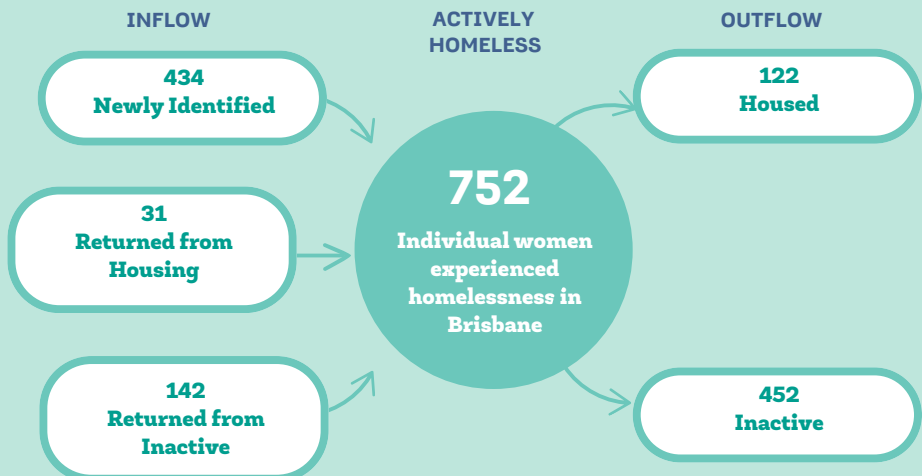 INFLOW
ACTIVELY
HOMELESS
OUTFLOW
434
Newly Identified
31
Returned from
Housing
142
Returned from
Inactive
752
Individual women
experienced
homelessness in
Brisbane
122
Housed
452
Inactive